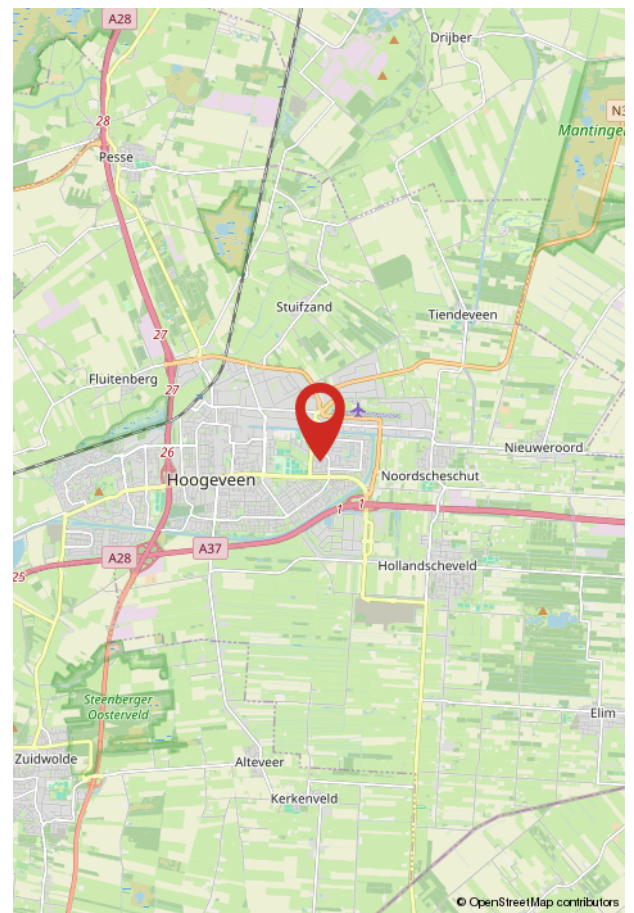 A28
Drijber
28
N3
Mantinge
Pesse
Stuifzand
Tiendeveen
27
Fluitenberg
27
26
Nieuweroord
Hoogeveen
Noordscheschut
1
1
A37
A28
25
Hollandscheveld
Steenberger
Oosterveld
Elim
Zuidwolde
Alteveer
Kerkenveld
© OpenStreetMap contributors